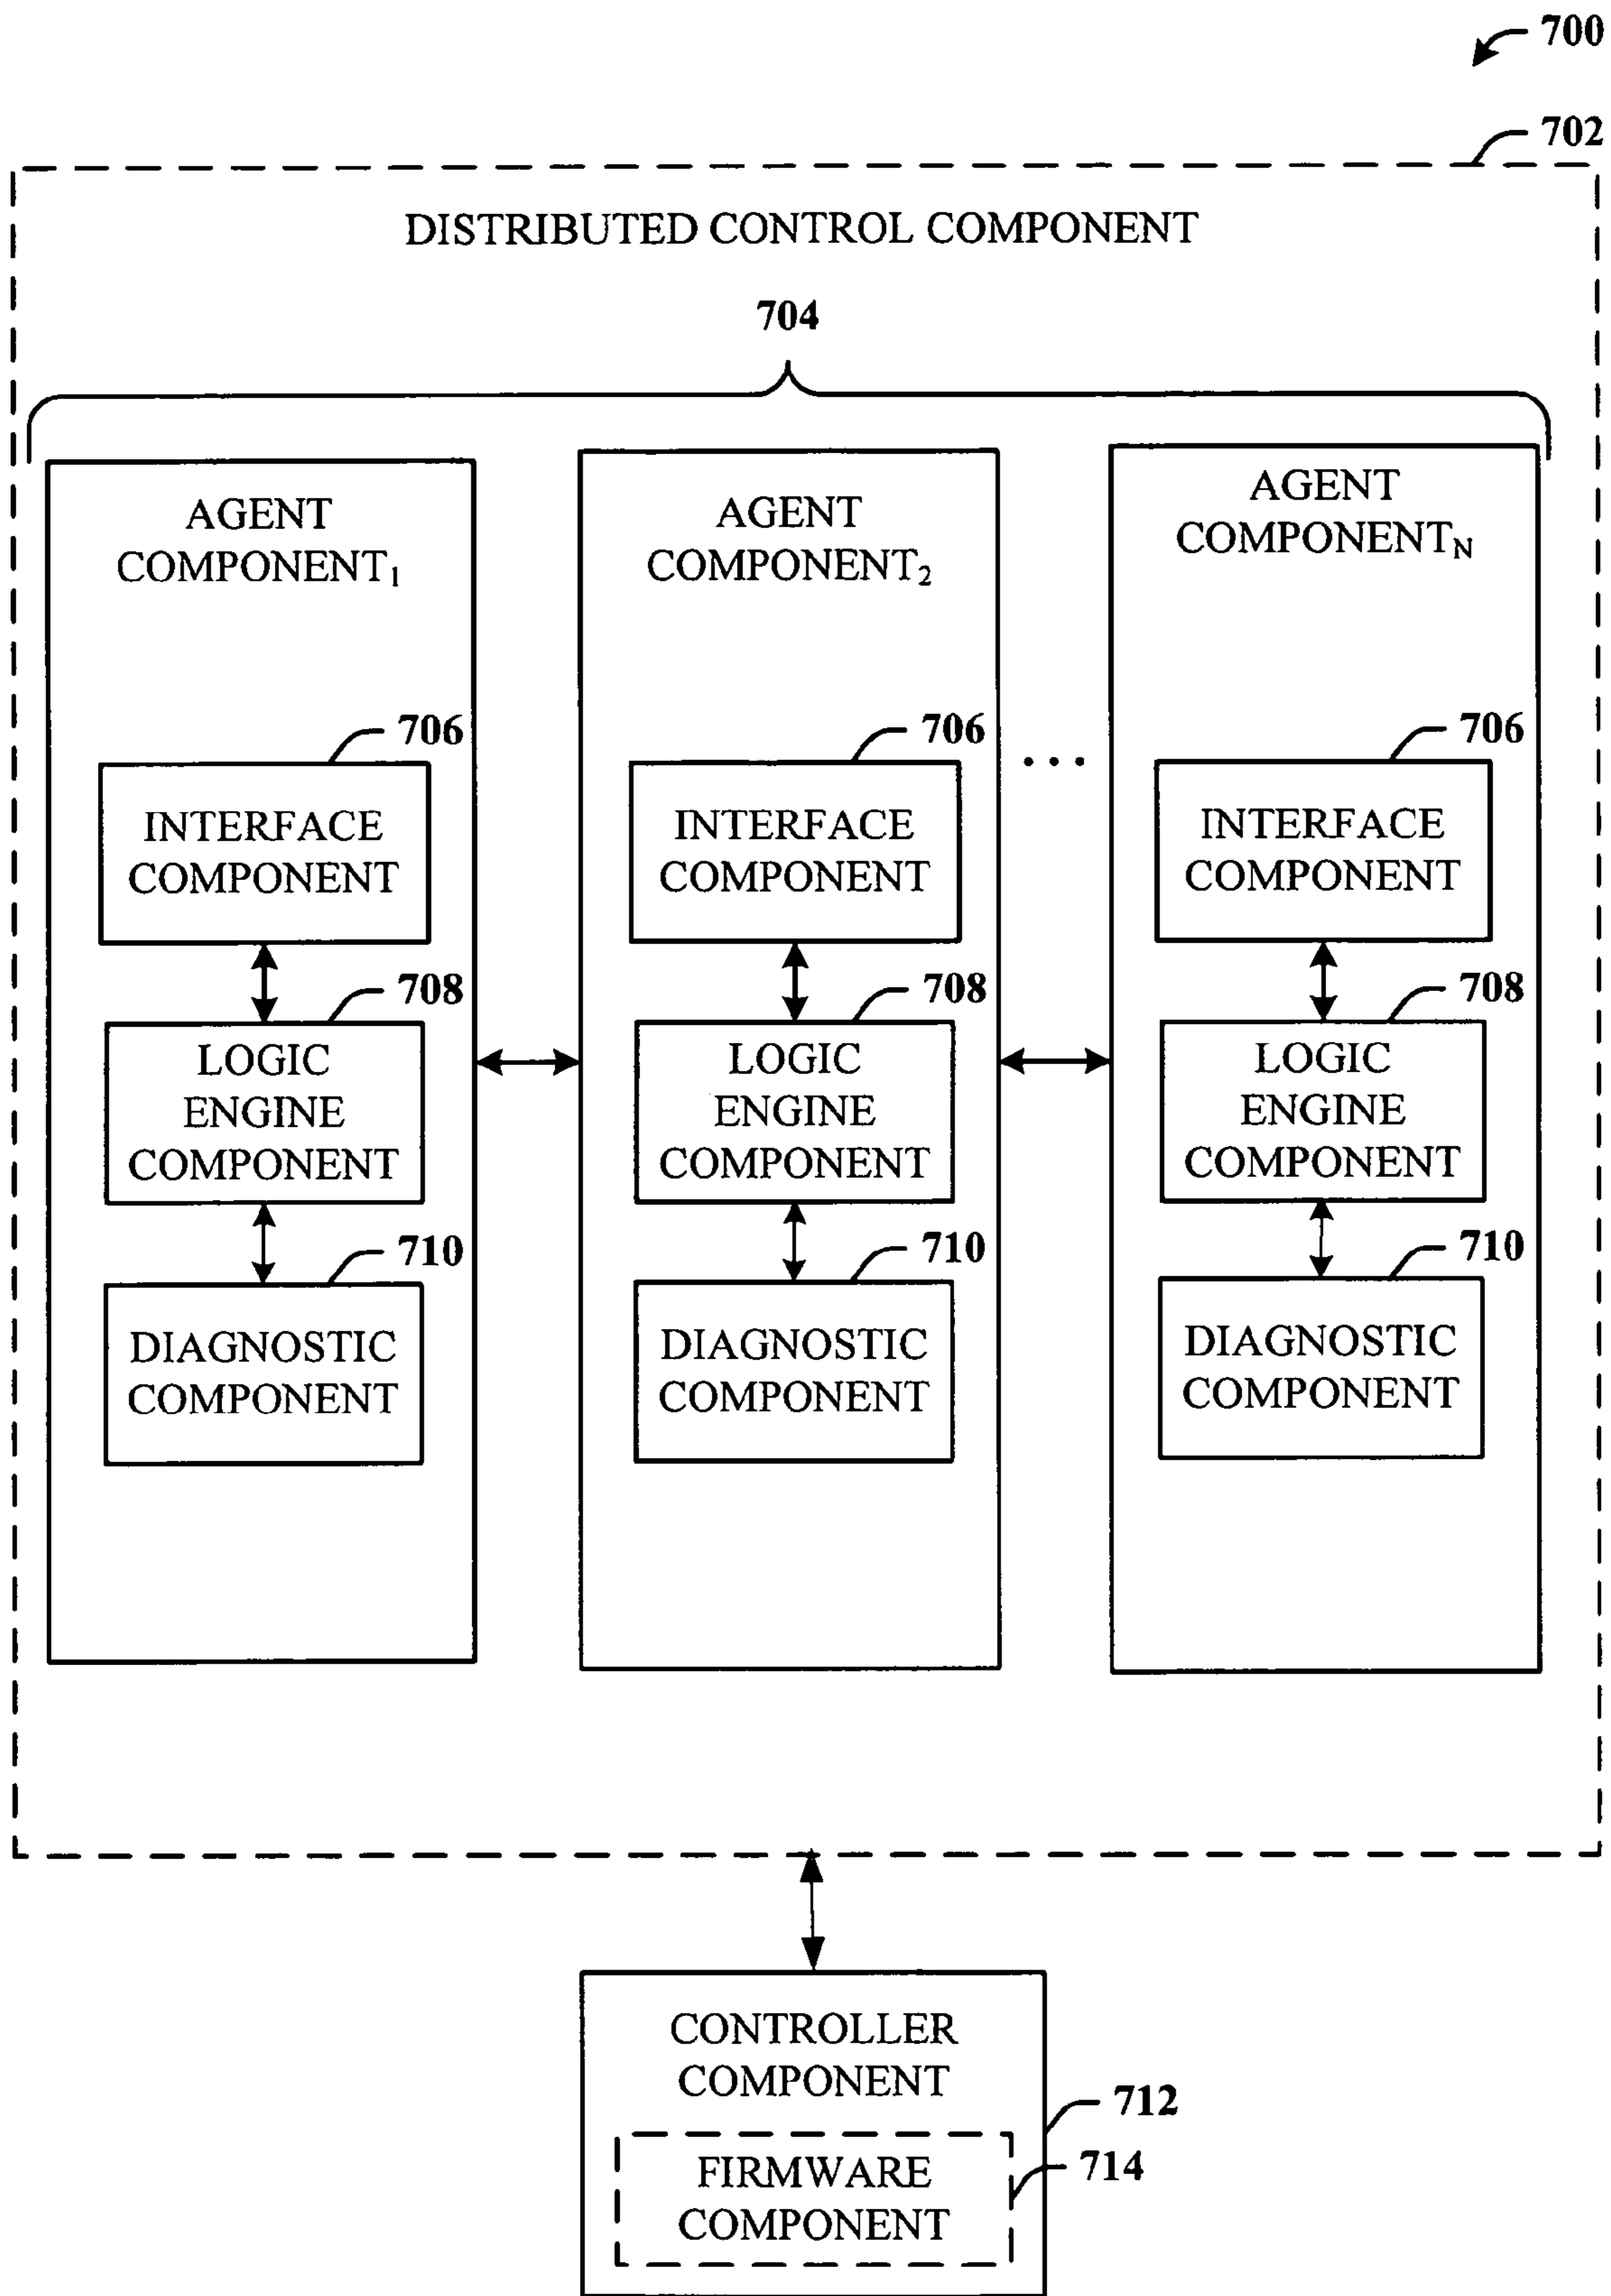 700
702
DISTRIBUTED CONTROL COMPONENT
704
AGENT
COMPONENT₁
706
INTERFACE
COMPONENT
708
LOGIC
ENGINE
COMPONENT
710
DIAGNOSTIC
COMPONENT
AGENT
COMPONENT₂
706
INTERFACE
COMPONENT
708
LOGIC
ENGINE
COMPONENT
710
DIAGNOSTIC
COMPONENT
...
AGENT
COMPONENT_N
706
INTERFACE
COMPONENT
708
LOGIC
ENGINE
COMPONENT
710
DIAGNOSTIC
COMPONENT
CONTROLLER
COMPONENT
712
FIRMWARE
COMPONENT
714